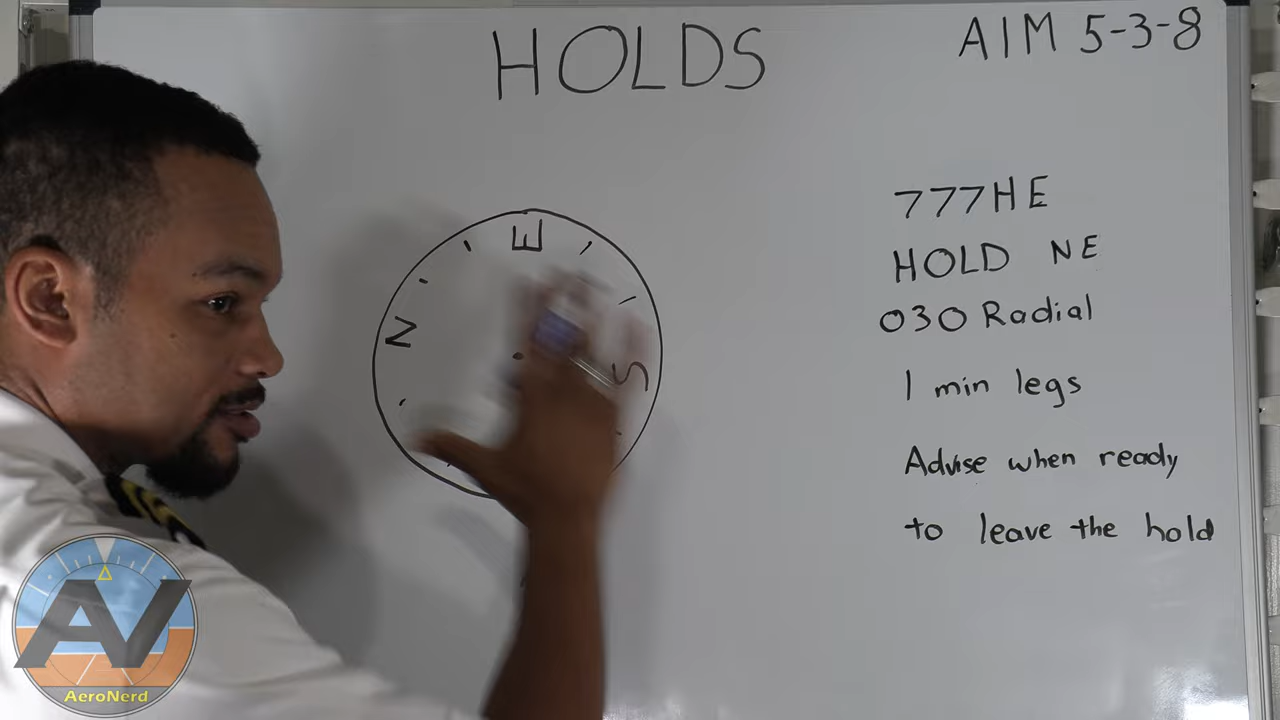 HOLDS
AIM 5-3-8
E
N
S
777HE
HOLD NE
030 Radial
1 min legs
Advise when ready
to leave the hold
AV
AeroNerd